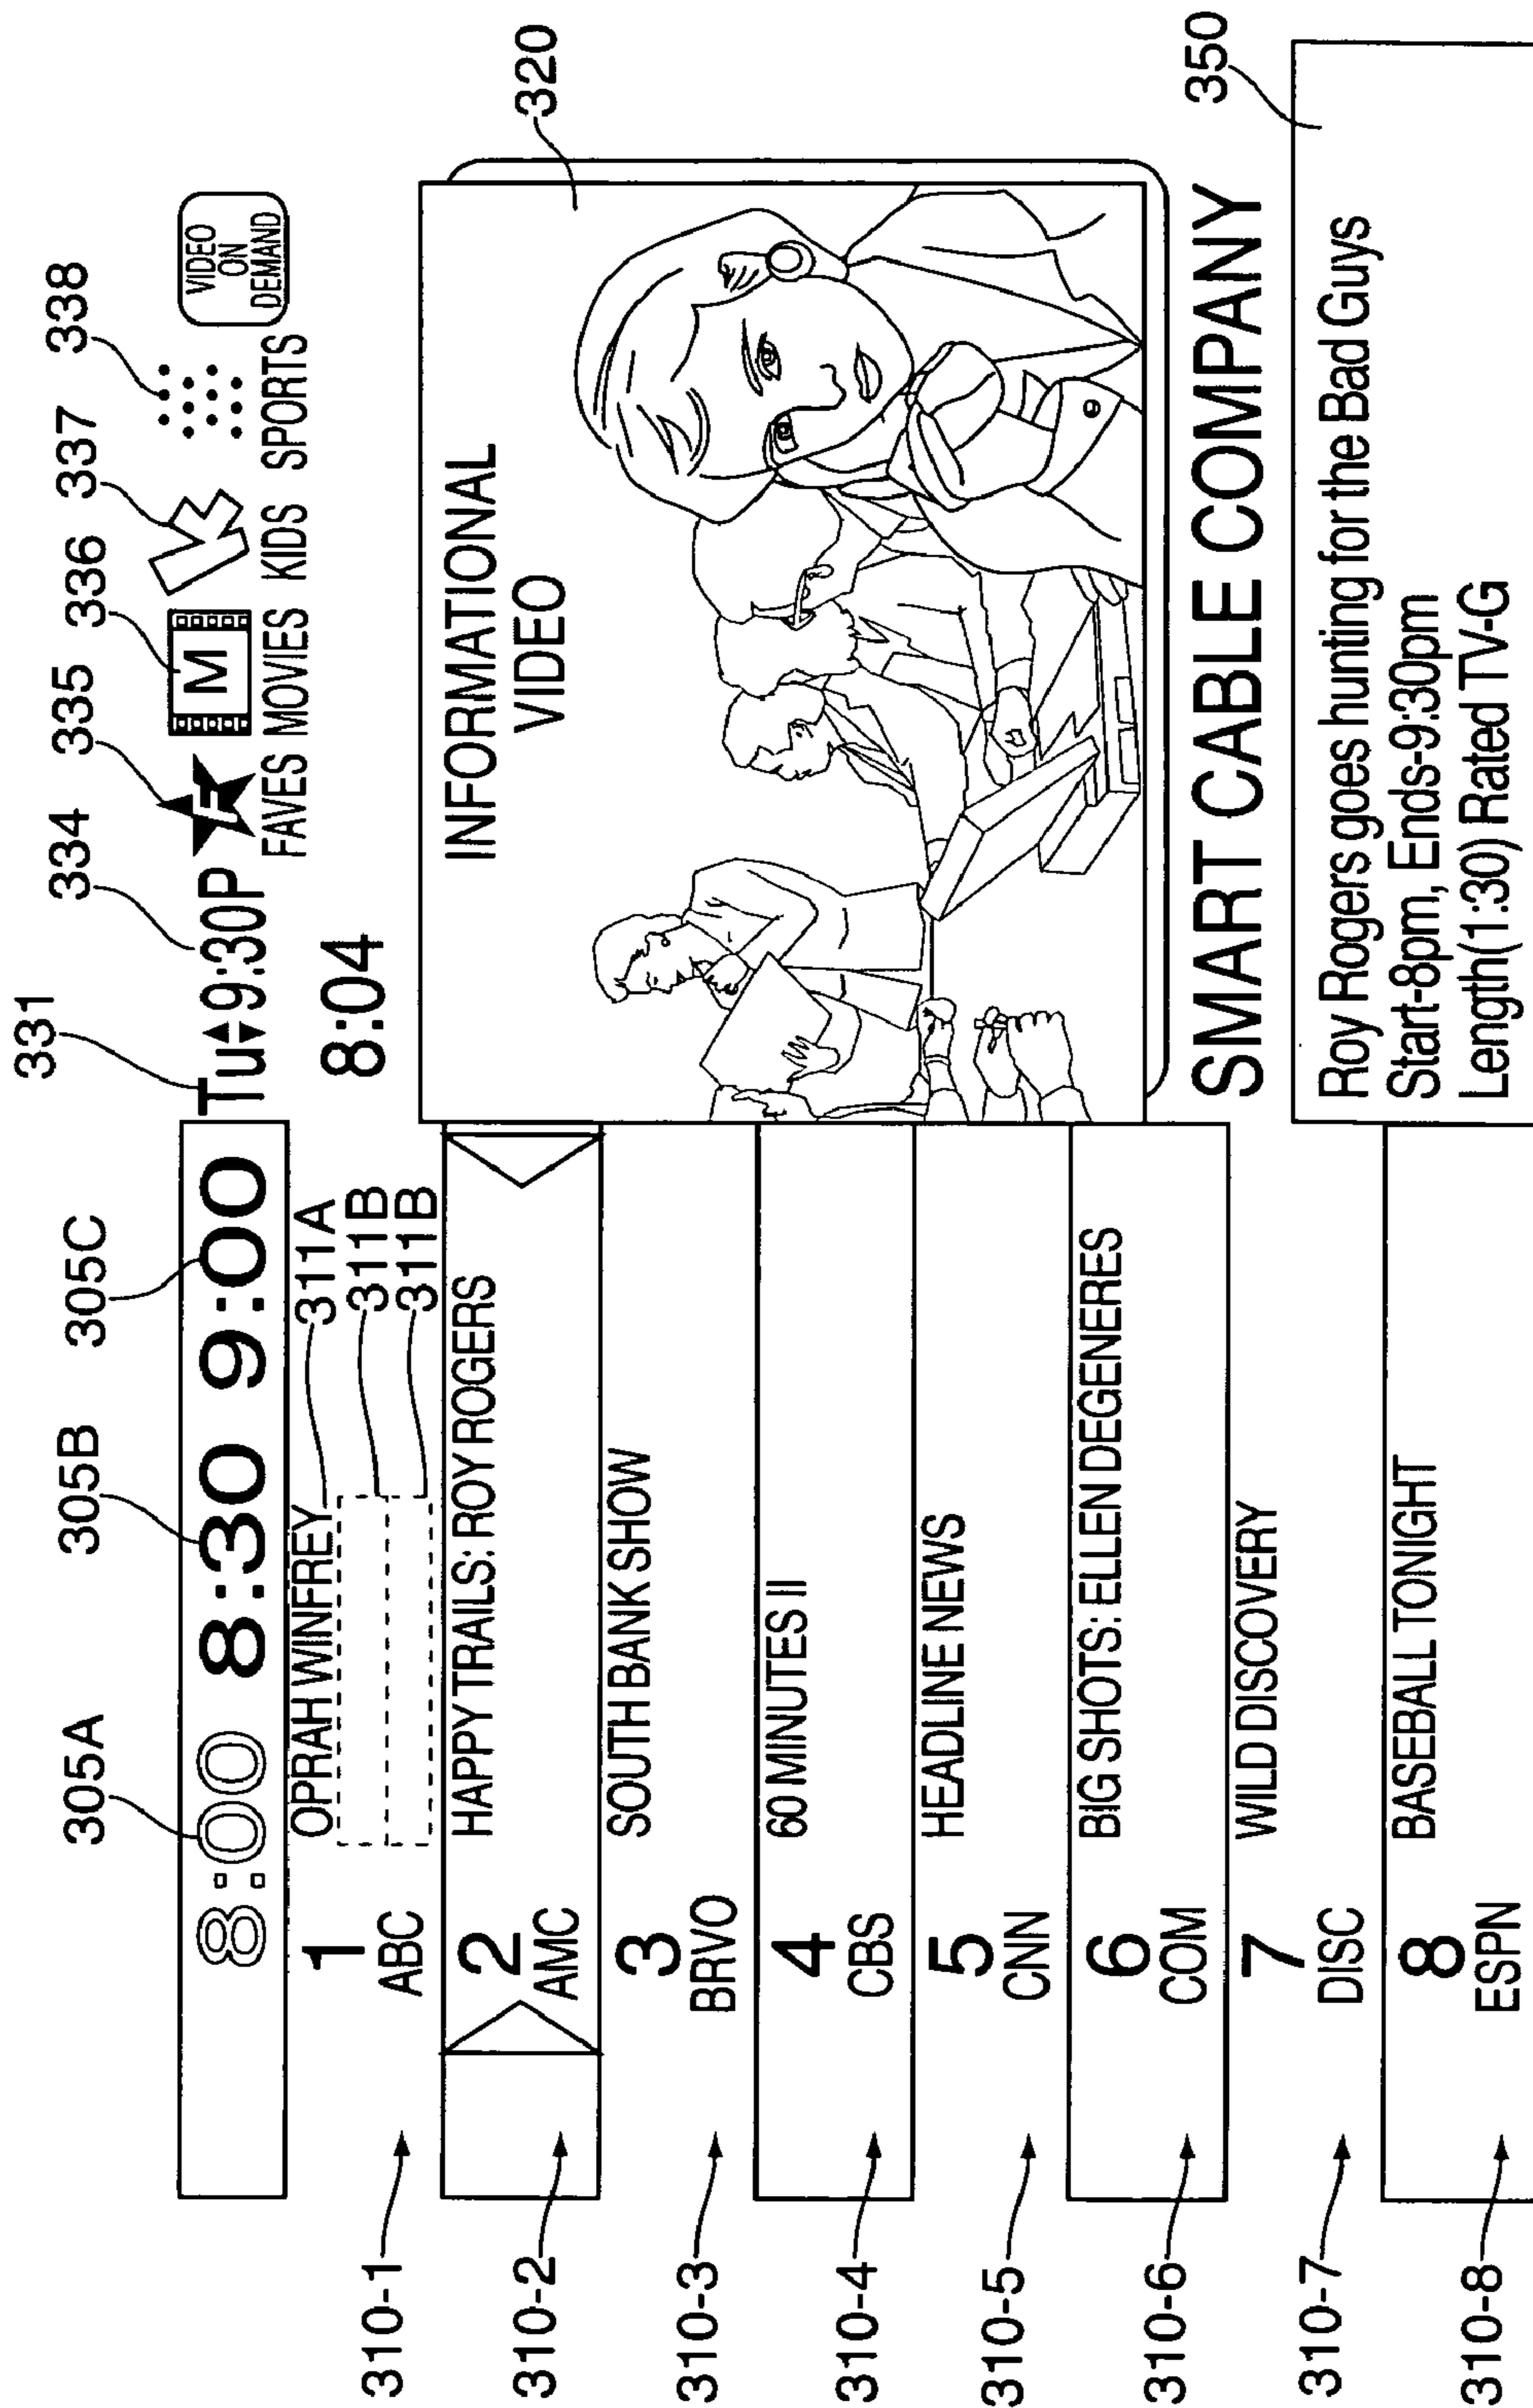 331
334
335
336
337
338
305A
305B
305C
8:00 8:30 9:00
Tu 9:30P
F
M
FAVES MOVIES KIDS SPORTS
VIDEO
ON
DEMAND
8:04
310-1
1
ABC
OPRAH WINFREY
311A
311B
311B
310-2
2
AMC
HAPPY TRAILS: ROY ROGERS
310-3
3
BRVO
SOUTH BANK SHOW
310-4
4
CBS
60 MINUTES II
310-5
5
CNN
HEADLINE NEWS
310-6
6
COM
BIG SHOTS: ELLEN DEGENERES
310-7
7
DISC
WILD DISCOVERY
310-8
8
ESPN
BASEBALL TONIGHT
INFORMATIONAL
VIDEO
320
SMART CABLE COMPANY
350
Roy Rogers goes hunting for the Bad Guys
Start-8pm, Ends-9:30pm
Length(1:30) Rated TV-G